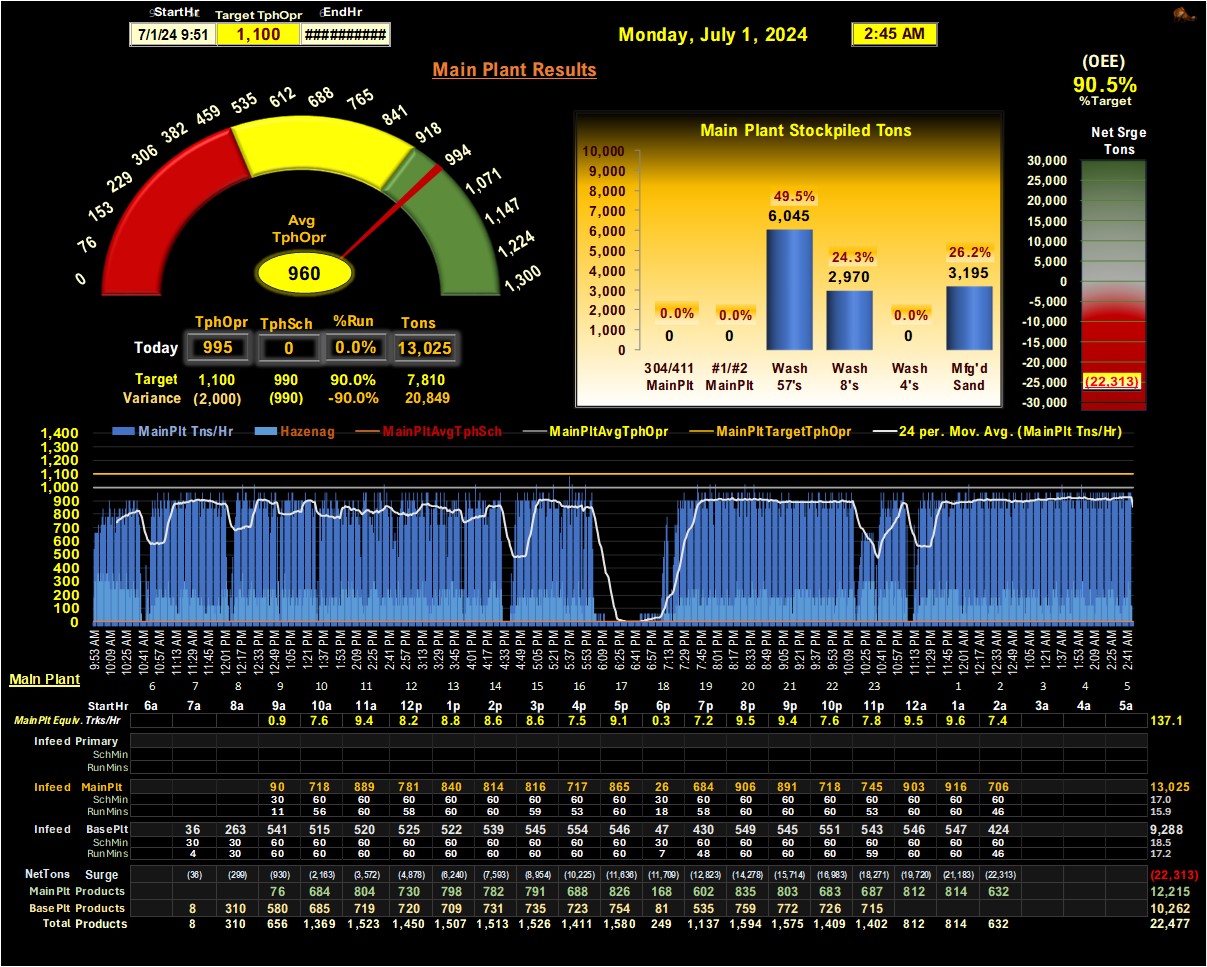 StartHr Target TphOpr EndHr
7/1/24 9:51 1,100 ##########
Monday, July 1, 2024 2:45 AM
Main Plant Results
(OEE)
90.5%
%Target
0 76 153 229 306 382 459 535 612 688 765 841 918 994 1,071 1,147 1,224 1,300
Avg
TphOpr
960
TphOpr TphSch %Run Tons
Today 995 0 0.0% 13,025
Target 1,100 990 90.0% 7,810
Variance (2,000) (990) -90.0% 20,849
Main Plant Stockpiled Tons
10,000
9,000
8,000
7,000
6,000
5,000
4,000
3,000
2,000
1,000
0
0.0% 0.0% 49.5% 24.3% 0.0% 26.2%
0 0 6,045 2,970 0 3,195
304/411 #1/#2 Wash Wash Wash Mfg'd
MainPlt MainPlt 57's 8's 4's Sand
Net Srge
Tons
30,000
25,000
20,000
15,000
10,000
5,000
0
-5,000
-10,000
-15,000
-20,000
-25,000
-30,000
(22,313)
MainPlt Tns/Hr Hazenag MainPltAvgTphSch MainPltAvgTphOpr MainPltTargetTphOpr 24 per. Mov. Avg. (MainPlt Tns/Hr)
1,400
1,300
1,200
1,100
1,000
900
800
700
600
500
400
300
200
100
0
9:53 AM 10:09 AM 10:25 AM 10:41 AM 10:57 AM 11:13 AM 11:29 AM 11:45 AM 12:01 PM 12:17 PM 12:33 PM 12:49 PM 1:05 PM 1:21 PM 1:37 PM 1:53 PM 2:09 PM 2:25 PM 2:41 PM 2:57 PM 3:13 PM 3:29 PM 3:45 PM 4:01 PM 4:17 PM 4:33 PM 4:49 PM 5:05 PM 5:21 PM 5:37 PM 5:53 PM 6:09 PM 6:25 PM 6:41 PM 6:57 PM 7:13 PM 7:29 PM 7:45 PM 8:01 PM 8:17 PM 8:33 PM 8:49 PM 9:05 PM 9:21 PM 9:37 PM 9:53 PM 10:09 PM 10:25 PM 10:41 PM 10:57 PM 11:13 PM 11:29 PM 11:45 PM 12:01 AM 12:17 AM 12:33 AM 12:49 AM 1:05 AM 1:21 AM 1:37 AM 1:53 AM 2:09 AM 2:25 AM 2:41 AM
Main Plant
6 7 8 9 10 11 12 13 14 15 16 17 18 19 20 21 22 23 1 2 3 4 5
StartHr 6a 7a 8a 9a 10a 11a 12p 1p 2p 3p 4p 5p 6p 7p 8p 9p 10p 11p 12a 1a 2a 3a 4a 5a
MainPlt Equiv. Trks/Hr 0.9 7.6 9.4 8.2 8.8 8.6 8.6 7.5 9.1 0.3 7.2 9.5 9.4 7.6 7.8 9.5 9.6 7.4 137.1
Infeed Primary
SchMin
RunMins
Infeed MainPlt 90 718 889 781 840 814 816 717 865 26 684 906 891 718 745 903 916 706 13,025
SchMin 30 60 60 60 60 60 60 60 60 30 60 60 60 60 60 60 60 60 17.0
RunMins 11 56 60 58 60 60 59 53 60 18 58 60 60 60 53 60 60 46 15.9
Infeed BasePlt 36 263 541 515 520 525 522 539 545 554 546 47 430 549 545 551 543 546 547 424 9,288
SchMin 30 30 60 60 60 60 60 60 60 60 60 30 60 60 60 60 60 60 60 60 18.5
RunMins 4 30 60 60 60 60 60 60 60 60 60 7 48 60 60 60 59 60 60 46 17.2
NetTons Surge (36) (299) (930) (2,163) (3,572) (4,878) (6,240) (7,593) (8,954) (10,225) (11,636) (11,709) (12,823) (14,278) (15,714) (16,983) (18,271) (19,720) (21,183) (22,313) (22,313)
MainPlt Products 76 684 804 730 798 782 791 688 826 168 602 835 803 683 687 812 814 632 12,215
BasePlt Products 8 310 580 685 719 720 709 731 735 723 754 81 535 759 772 726 715 10,262
Total Products 8 310 656 1,369 1,523 1,450 1,507 1,513 1,526 1,411 1,580 249 1,137 1,594 1,575 1,409 1,402 812 814 632 22,477